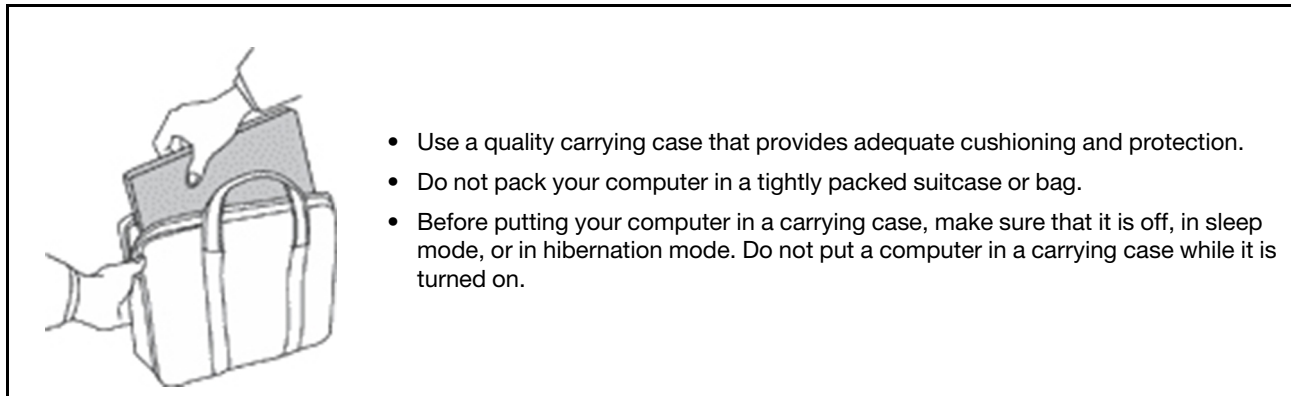 • Use a quality carrying case that provides adequate cushioning and protection.
• Do not pack your computer in a tightly packed suitcase or bag.
• Before putting your computer in a carrying case, make sure that it is off, in sleep
mode, or in hibernation mode. Do not put a computer in a carrying case while it is
turned on.